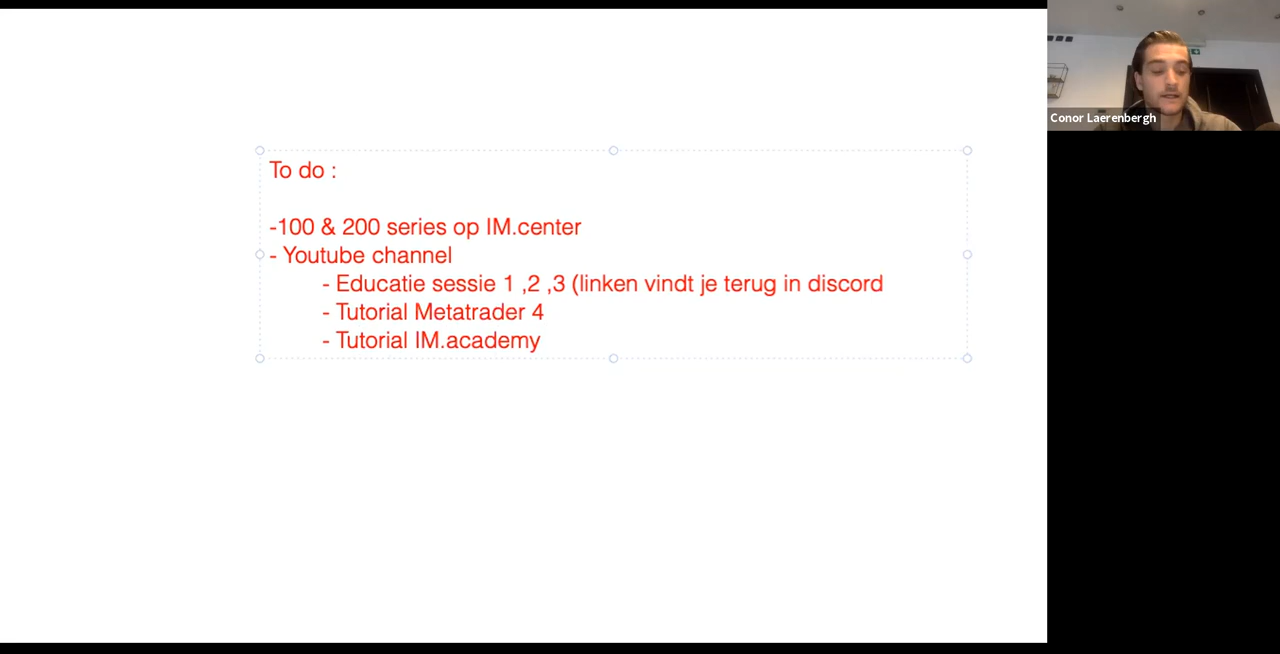 To do :
-100 & 200 series op IM.center
- Youtube channel
- Educatie sessie 1 ,2 ,3 (linken vindt je terug in discord
- Tutorial Metatrader 4
- Tutorial IM.academy
Conor Laerenbergh